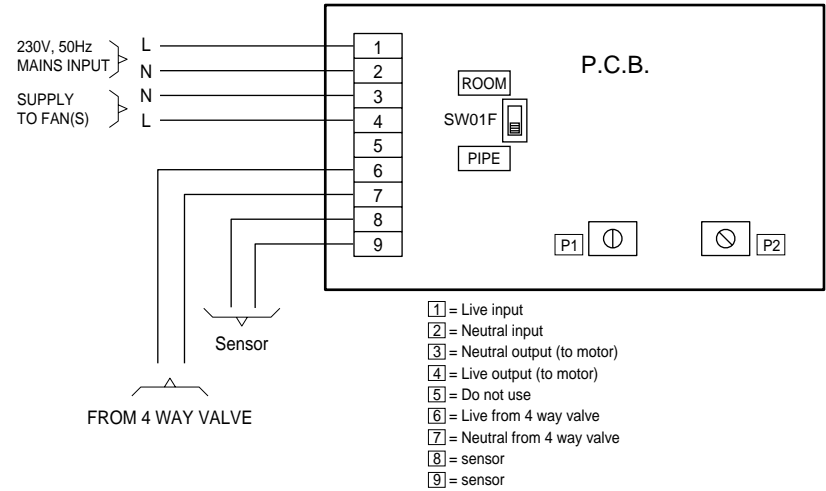 230V, 50Hz
MAINS INPUT
L
N
SUPPLY
TO FAN(S)
N
L
1
2
3
4
5
6
7
8
9
P.C.B.
ROOM
SW01F
PIPE
P1
P2
Sensor
FROM 4 WAY VALVE
1 = Live input
2 = Neutral input
3 = Neutral output (to motor)
4 = Live output (to motor)
5 = Do not use
6 = Live from 4 way valve
7 = Neutral from 4 way valve
8 = sensor
9 = sensor